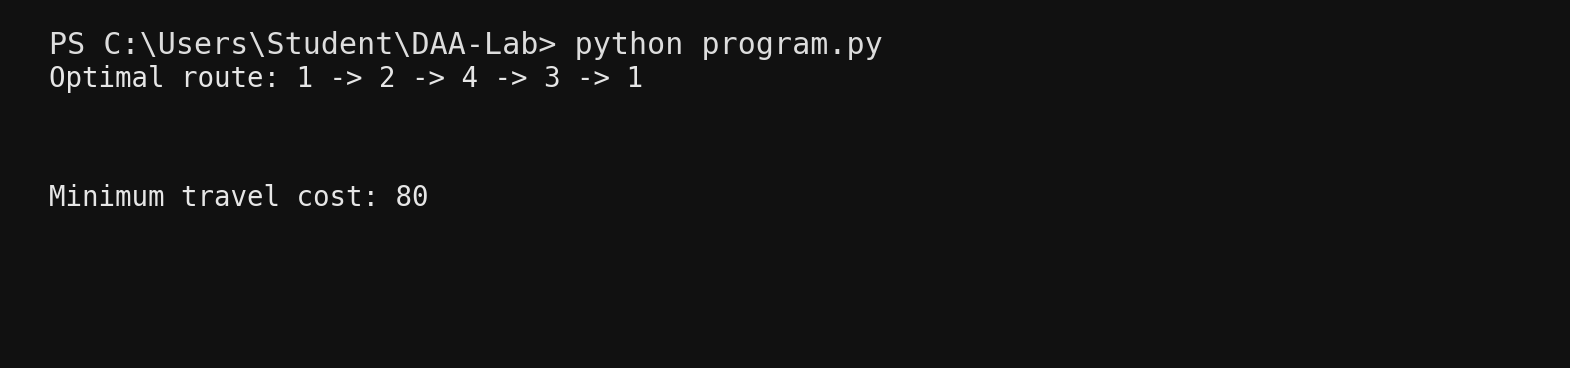 PS C:\Users\Student\DAA-Lab> python program.py
Optimal route: 1 -> 2 -> 4 -> 3 -> 1
Minimum travel cost: 80